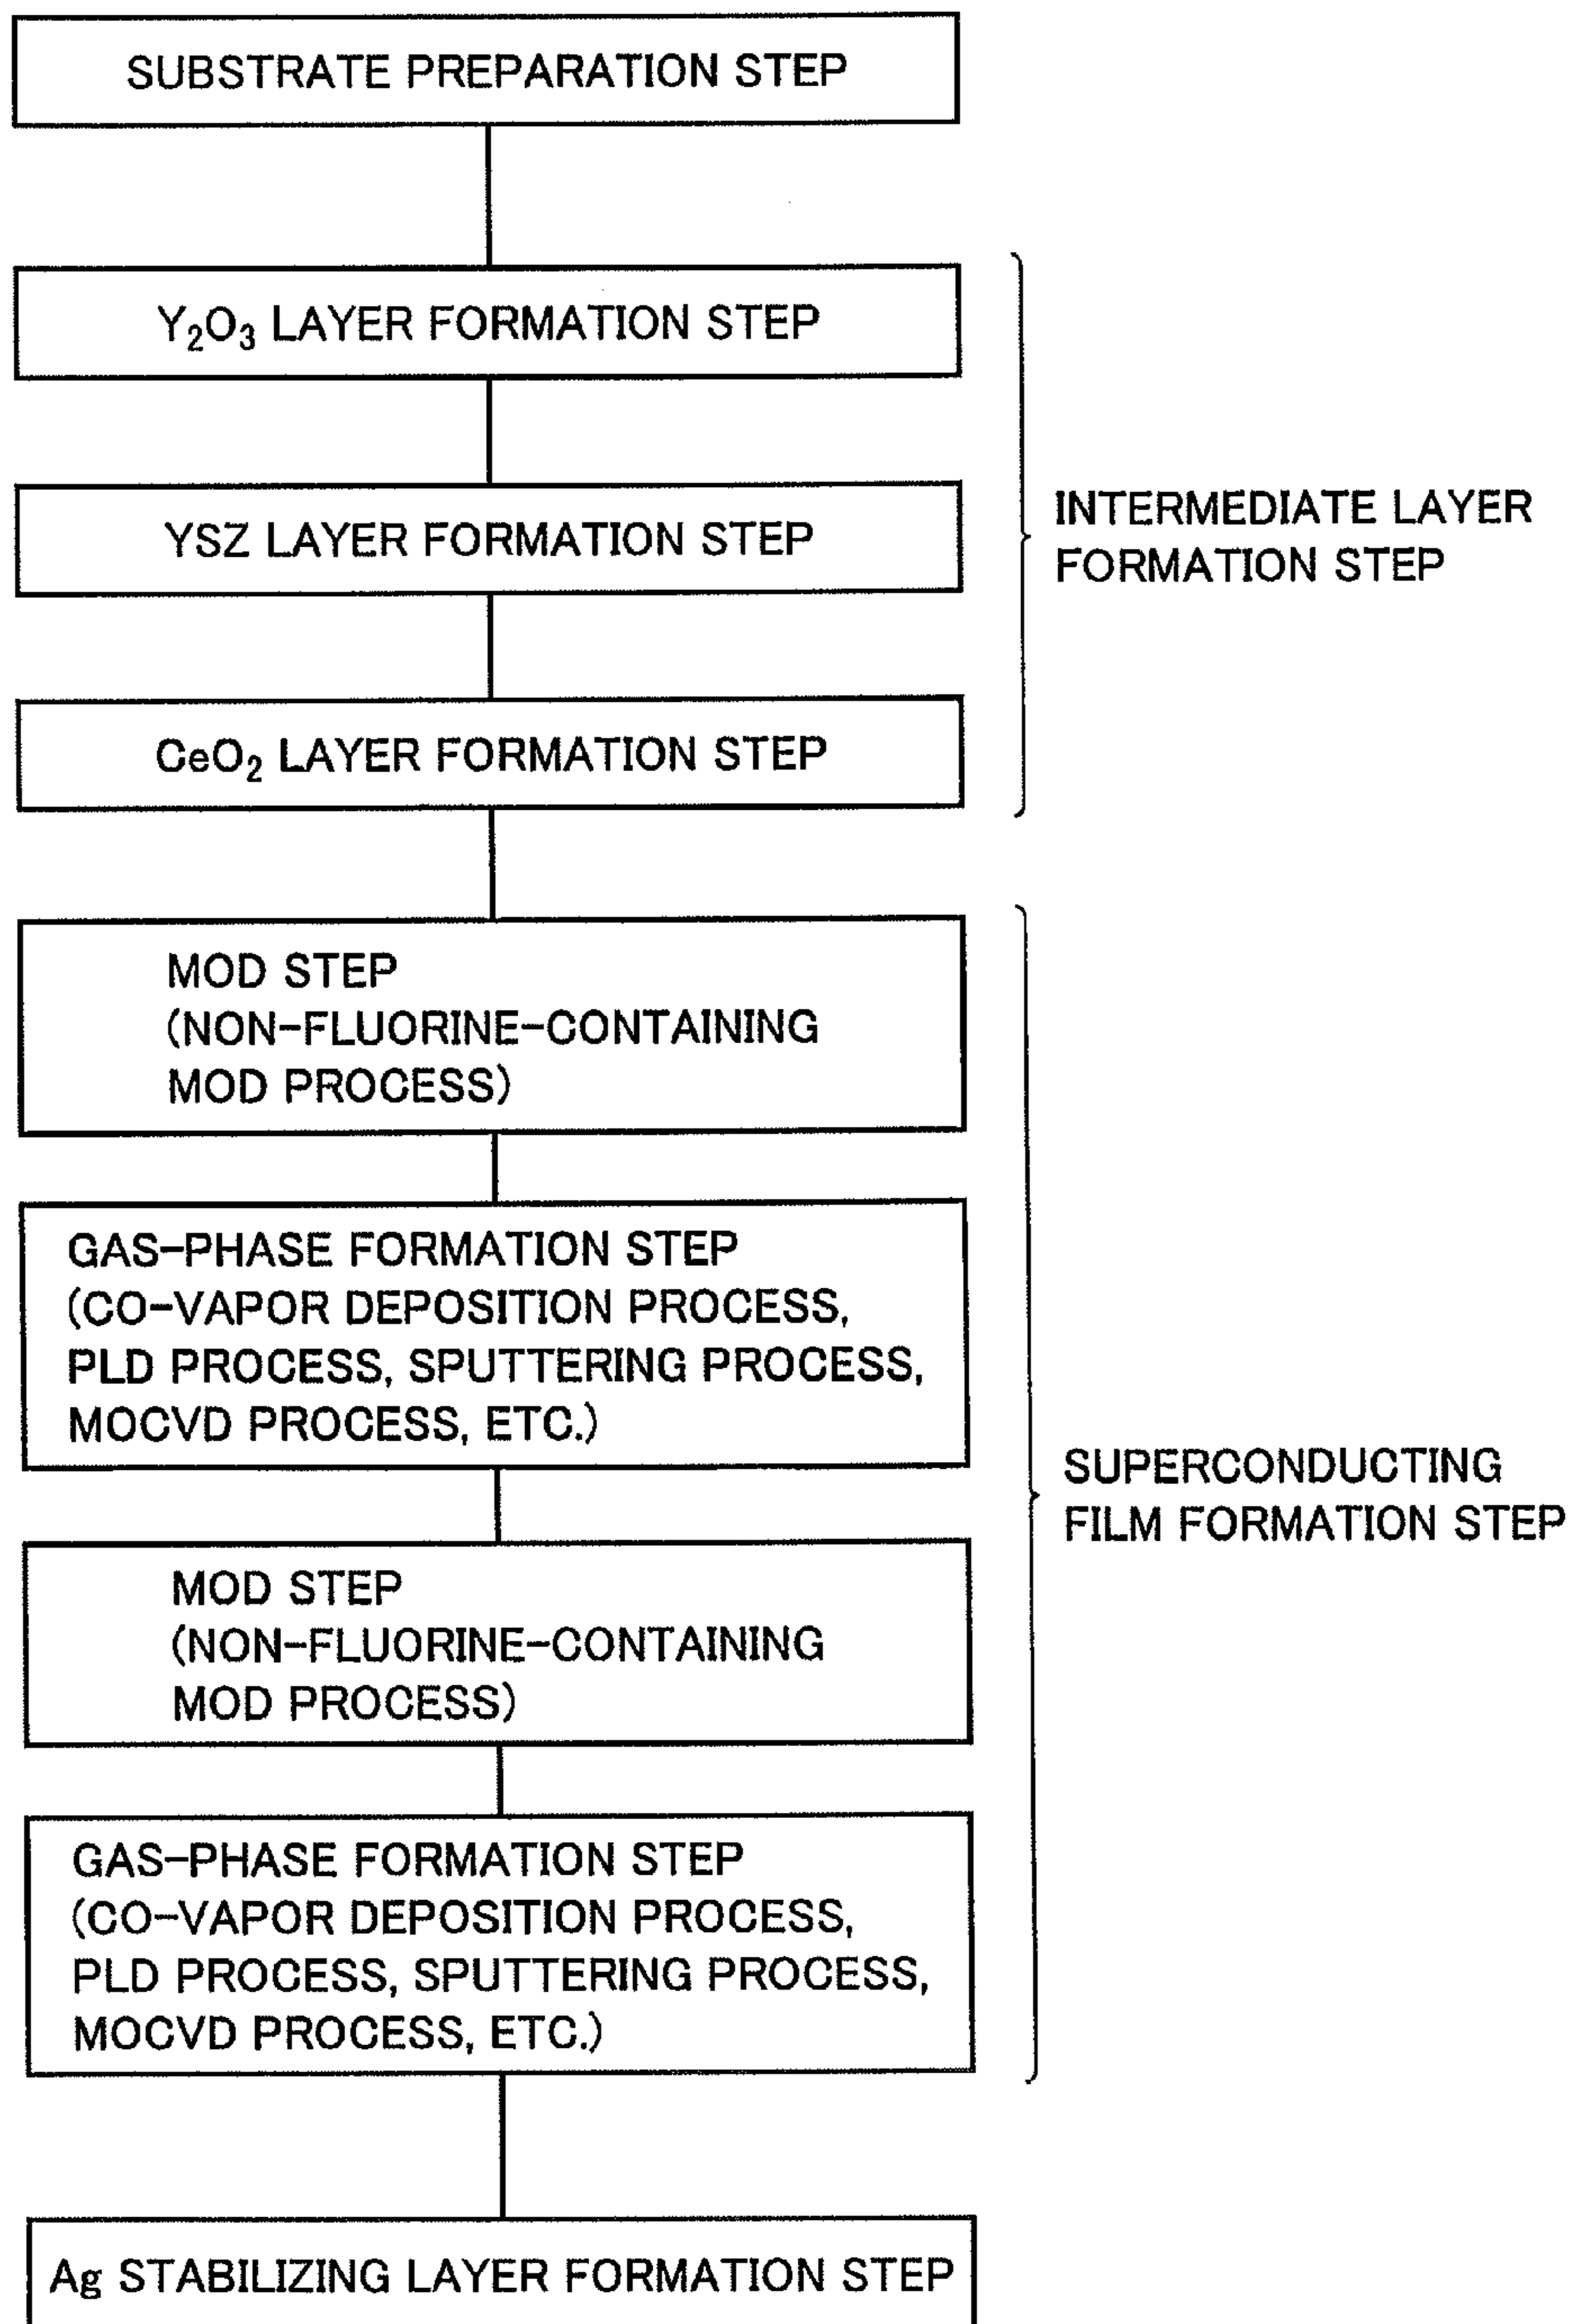 SUBSTRATE PREPARATION STEP
Y₂O₃ LAYER FORMATION STEP
YSZ LAYER FORMATION STEP
INTERMEDIATE LAYER
FORMATION STEP
CeO₂ LAYER FORMATION STEP
MOD STEP
(NON-FLUORINE-CONTAINING
MOD PROCESS)
GAS-PHASE FORMATION STEP
(CO-VAPOR DEPOSITION PROCESS,
PLD PROCESS, SPUTTERING PROCESS,
MOCVD PROCESS, ETC.)
SUPERCONDUCTING
FILM FORMATION STEP
MOD STEP
(NON-FLUORINE-CONTAINING
MOD PROCESS)
GAS-PHASE FORMATION STEP
(CO-VAPOR DEPOSITION PROCESS,
PLD PROCESS, SPUTTERING PROCESS,
MOCVD PROCESS, ETC.)
Ag STABILIZING LAYER FORMATION STEP